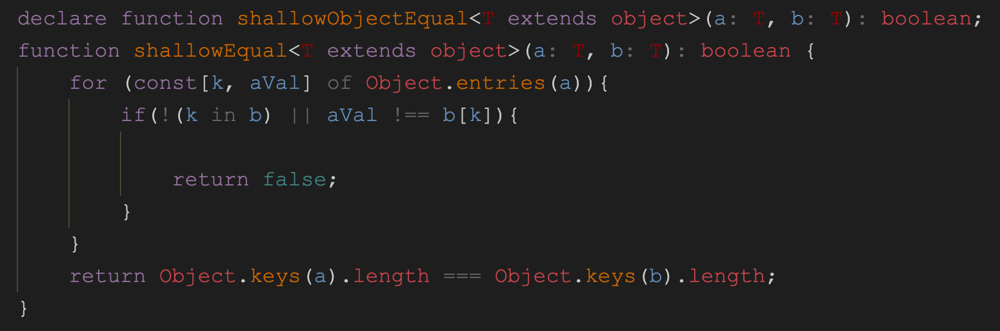 declare function shallowObjectEqual<T extends object>(a: T, b: T): boolean;
function shallowEqual<T extends object>(a: T, b: T): boolean {
    for (const[k, aVal] of Object.entries(a)){
        if(!(k in b) || aVal !== b[k]){
            return false;
        }
    }
    return Object.keys(a).length === Object.keys(b).length;
}